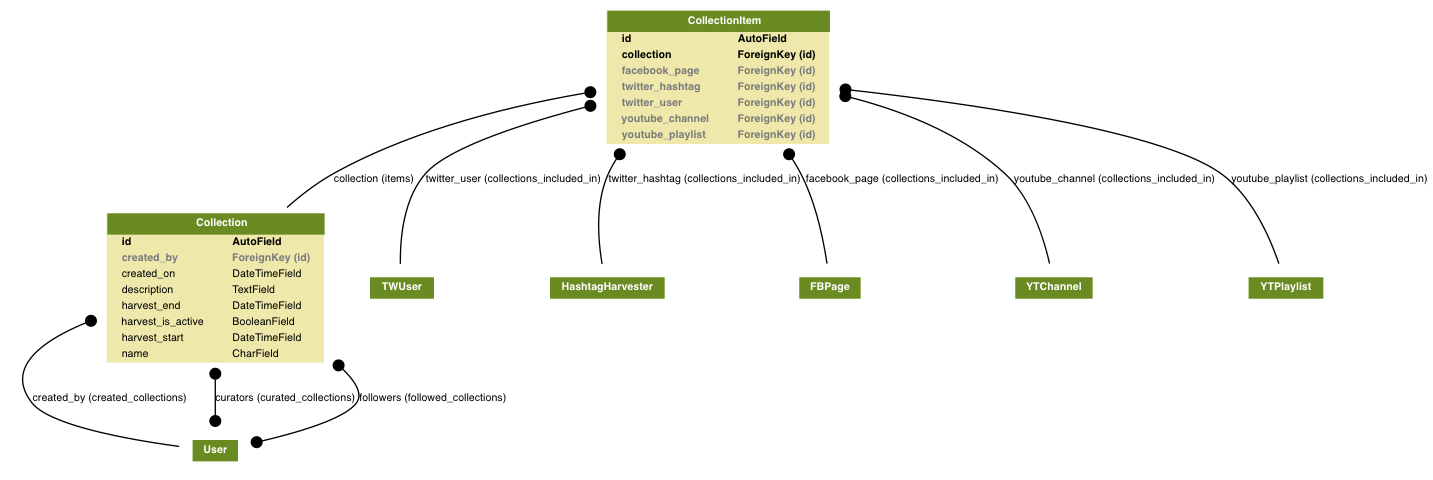 CollectionItem
id AutoField
collection ForeignKey (id)
facebook_page ForeignKey (id)
twitter_hashtag ForeignKey (id)
twitter_user ForeignKey (id)
youtube_channel ForeignKey (id)
youtube_playlist ForeignKey (id)
collection (items) twitter_user (collections_included_in) twitter_hashtag (collections_included_in) facebook_page (collections_included_in) youtube_channel (collections_included_in) youtube_playlist (collections_included_in)
Collection
id AutoField
created_by ForeignKey (id)
created_on DateTimeField
description TextField
harvest_end DateTimeField
harvest_is_active BooleanField
harvest_start DateTimeField
name CharField
TWUser HashtagHarvester FBPage YTChannel YTPlaylist
created_by (created_collections) curators (curated_collections) followers (followed_collections)
User